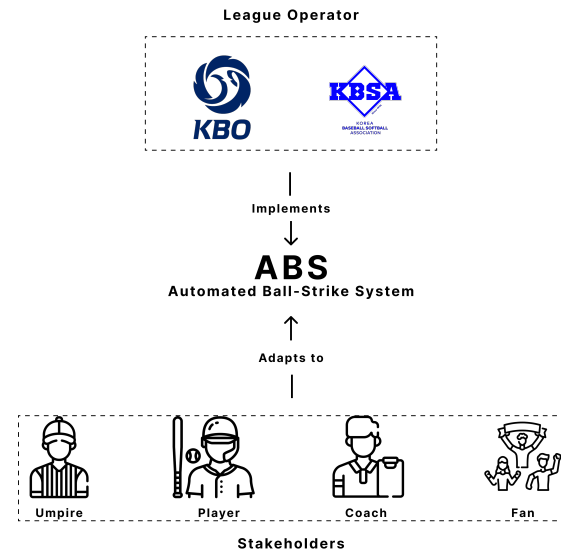 League Operator
KBO
KBSA
KOREA
BASEBALL SOFTBALL
ASSOCIATION
Implements
ABS
Automated Ball-Strike System
Adapts to
Umpire
Player
Coach
Fan
Stakeholders